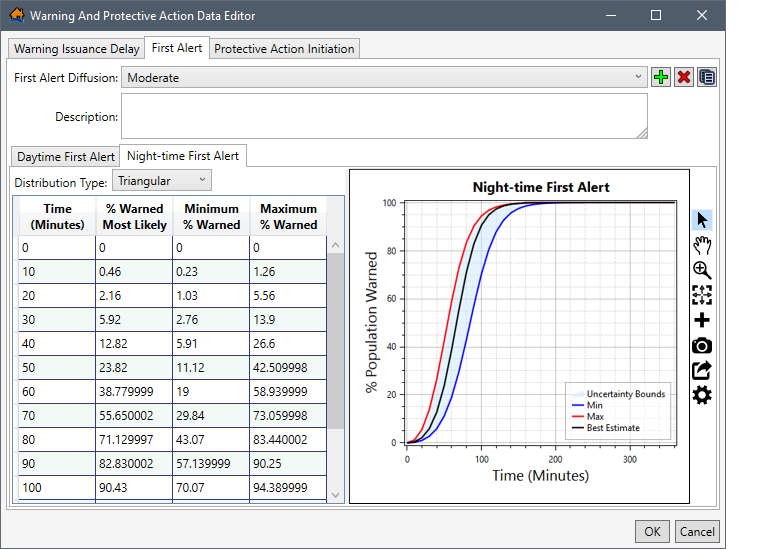 Warning And Protective Action Data Editor
Warning Issuance Delay First Alert Protective Action Initiation
First Alert Diffusion: Moderate
Description:
Daytime First Alert Night-time First Alert
Distribution Type: Triangular
Time (Minutes) % Warned Most Likely Minimum % Warned Maximum % Warned
0 0 0 0
10 0.46 0.23 1.26
20 2.16 1.03 5.56
30 5.92 2.76 13.9
40 12.82 5.91 26.6
50 23.82 11.12 42.509998
60 38.779999 19 58.939999
70 55.650002 29.84 73.059998
80 71.129997 43.07 83.440002
90 82.830002 57.139999 90.25
100 90.43 70.07 94.389999
Night-time First Alert
% Population Warned
100
80
60
40
20
0
Uncertainty Bounds
Min
Max
Best Estimate
0 100 200 300
Time (Minutes)
OK Cancel